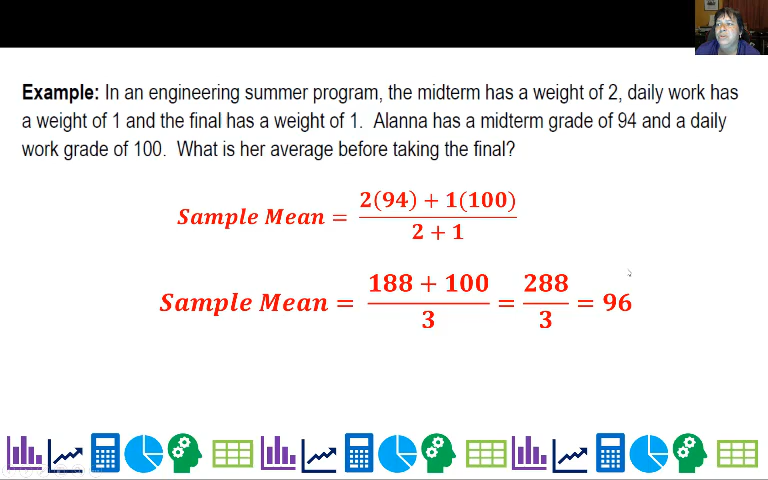 Example: In an engineering summer program, the midterm has a weight of 2, daily work has
a weight of 1 and the final has a weight of 1.  Alanna has a midterm grade of 94 and a daily
work grade of 100.  What is her average before taking the final?
Sample Mean = \frac{2(94) + 1(100)}{2 + 1}
Sample Mean = \frac{188 + 100}{3} = \frac{288}{3} = 96